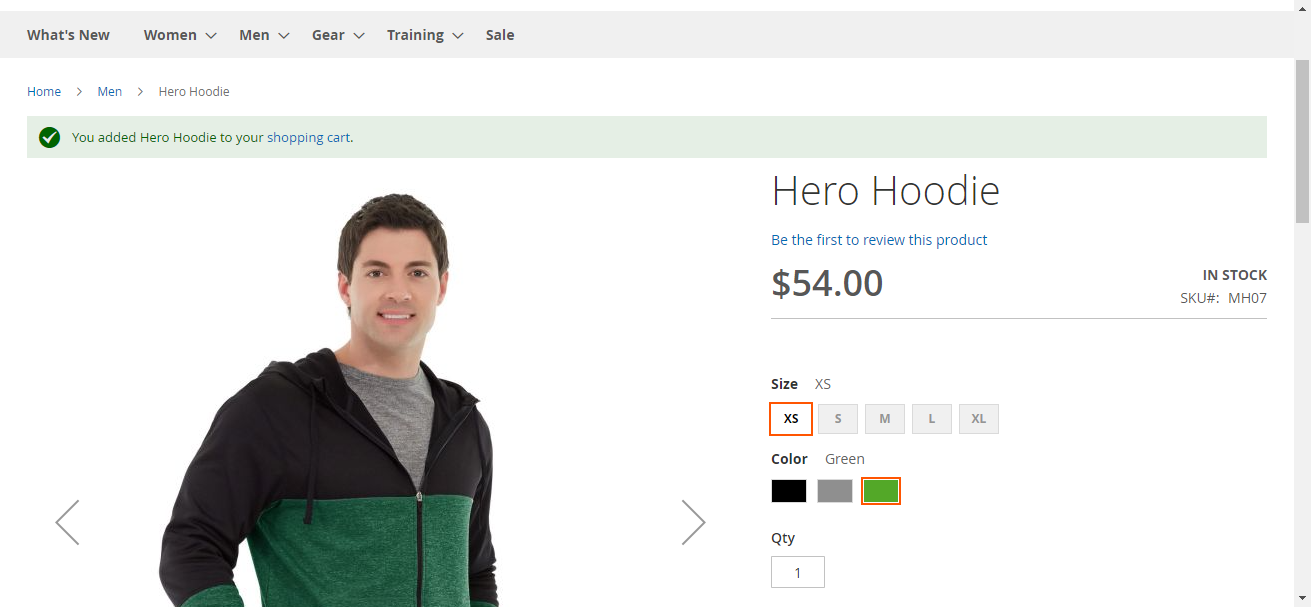 What's New Women Men Gear Training Sale
Home Men Hero Hoodie
You added Hero Hoodie to your shopping cart.
Hero Hoodie
Be the first to review this product
$54.00
IN STOCK
SKU#: MH07
Size XS
XS S M L XL
Color Green
Qty
1